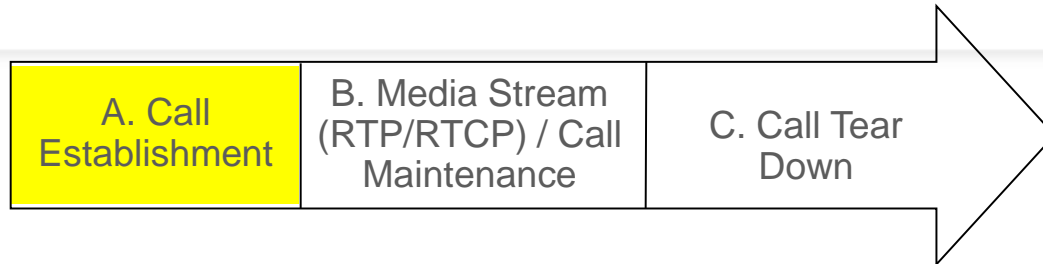 A. Call
Establishment
B. Media Stream
(RTP/RTCP) / Call
Maintenance
C. Call Tear
Down